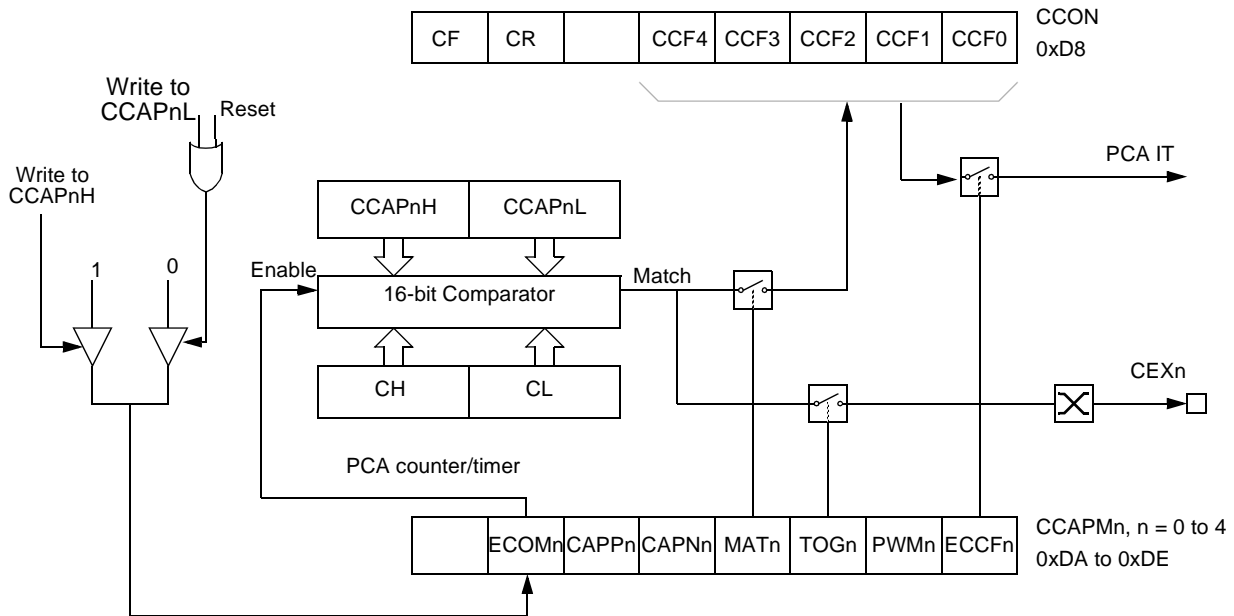 CF CR CCF4 CCF3 CCF2 CCF1 CCF0
CCON
0xD8
Write to
CCAPnL
Reset
Write to
CCAPnH
PCA IT
CCAPnH CCAPnL
1 0
Enable
16-bit Comparator
Match
CH CL
CEXn
PCA counter/timer
ECOMn CAPPn CAPNn MATn TOGn PWMn ECCFn
CCAPMn, n = 0 to 4
0xDA to 0xDE